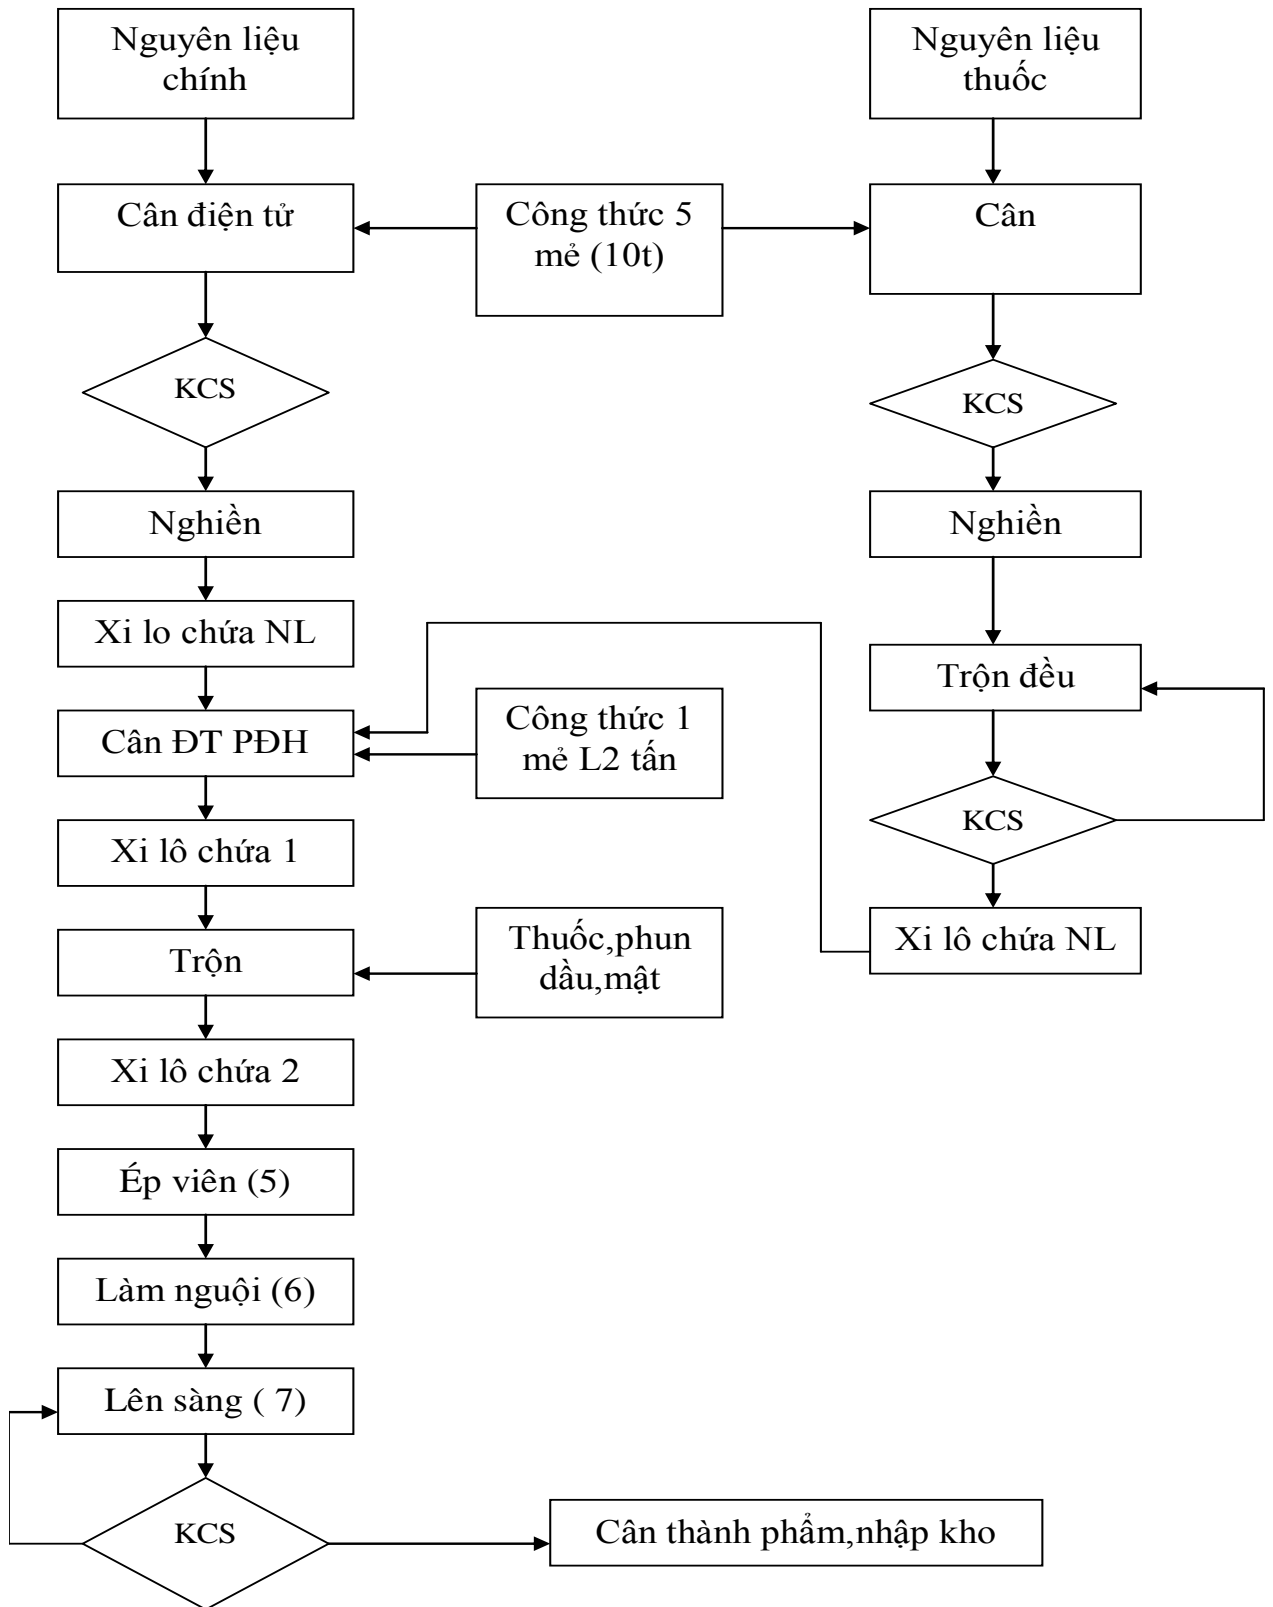 Nguyên liệu
chính
Nguyên liệu
thuốc
Cân điện tử
Công thức 5
mẻ (10t)
Cân
KCS
KCS
Nghiền
Nghiền
Xi lo chứa NL
Trộn đều
Cân ĐT PĐH
Công thức 1
mẻ L2 tấn
Xi lô chứa 1
KCS
Trộn
Thuốc,phun
dầu,mật
Xi lô chứa NL
Xi lô chứa 2
Ép viên (5)
Làm nguội (6)
Lên sàng ( 7)
KCS
Cân thành phẩm,nhập kho